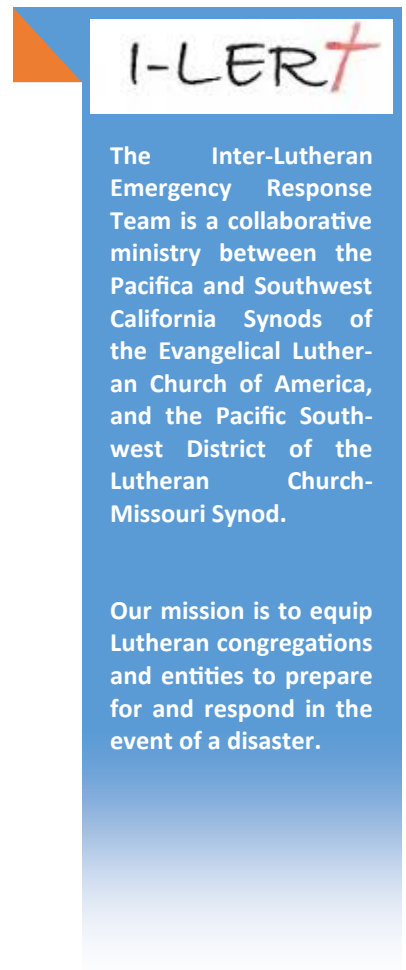 I-LERT
The Inter-Lutheran
Emergency Response
Team is a collaborative
ministry between the
Pacifica and Southwest
California Synods of
the Evangelical Luther-
an Church of America,
and the Pacific South-
west District of the
Lutheran Church-
Missouri Synod.
Our mission is to equip
Lutheran congregations
and entities to prepare
for and respond in the
event of a disaster.